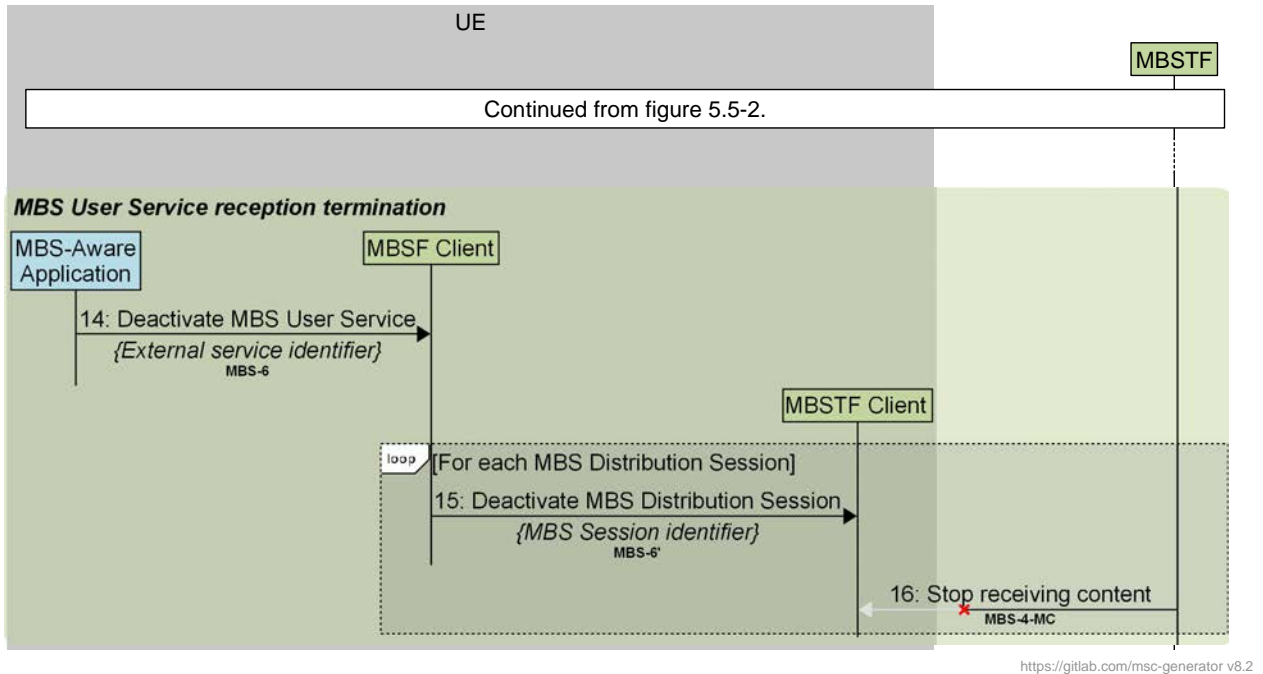 UE
MBSTF
Continued from figure 5.5-2.
MBS User Service reception termination
MBS-Aware
Application
MBSF Client
14: Deactivate MBS User Service
{External service identifier}
MBS-6
MBSTF Client
loop
[For each MBS Distribution Session]
15: Deactivate MBS Distribution Session
{MBS Session identifier}
MBS-6'
16: Stop receiving content
MBS-4-MC
https://gitlab.com/msc-generator v8.2